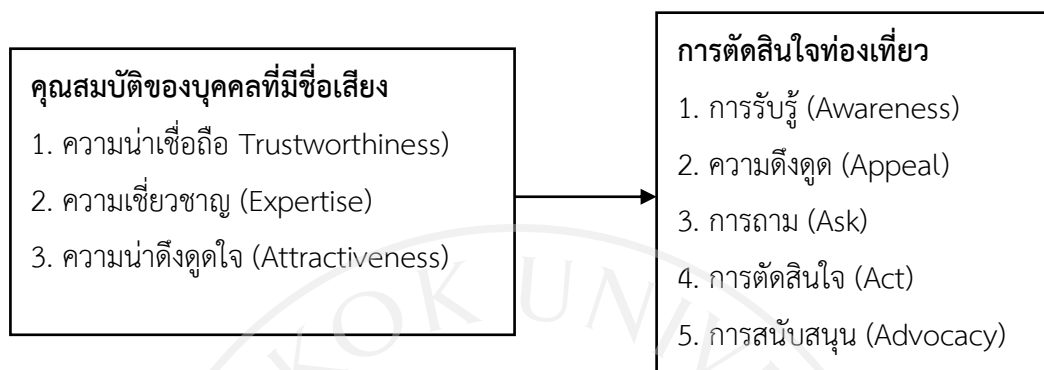 คุณสมบัติของบุคคลที่มีชื่อเสียง
1. ความน่าเชื่อถือ Trustworthiness)
2. ความเชี่ยวชาญ (Expertise)
3. ความน่าดึงดูดใจ (Attractiveness)
การตัดสินใจท่องเที่ยว
1. การรับรู้ (Awareness)
2. ความดึงดูด (Appeal)
3. การถาม (Ask)
4. การตัดสินใจ (Act)
5. การสนับสนุน (Advocacy)